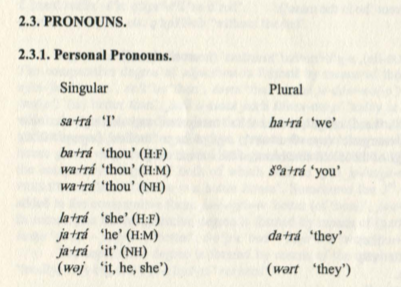 2.3. PRONOUNS.
2.3.1. Personal Pronouns.
Singular Plural
sa+rá 'I' ha+rá 'we'
ba+rá 'thou' (H:F)
wa+rá 'thou' (H:M) sᵒa+rá 'you'
wa+rá 'thou' (NH)
la+rá 'she' (H:F)
ja+rá 'he' (H:M) da+rá 'they'
ja+rá 'it' (NH)
(wəj 'it, he, she') (wərt 'they')